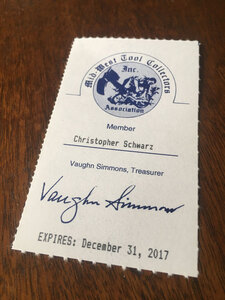 Mid-West Tool Collectors
Inc.
Association
Member
Christopher Schwarz
Vaughn Simmons, Treasurer
Vaughn Simmons
EXPIRES: December 31, 2017